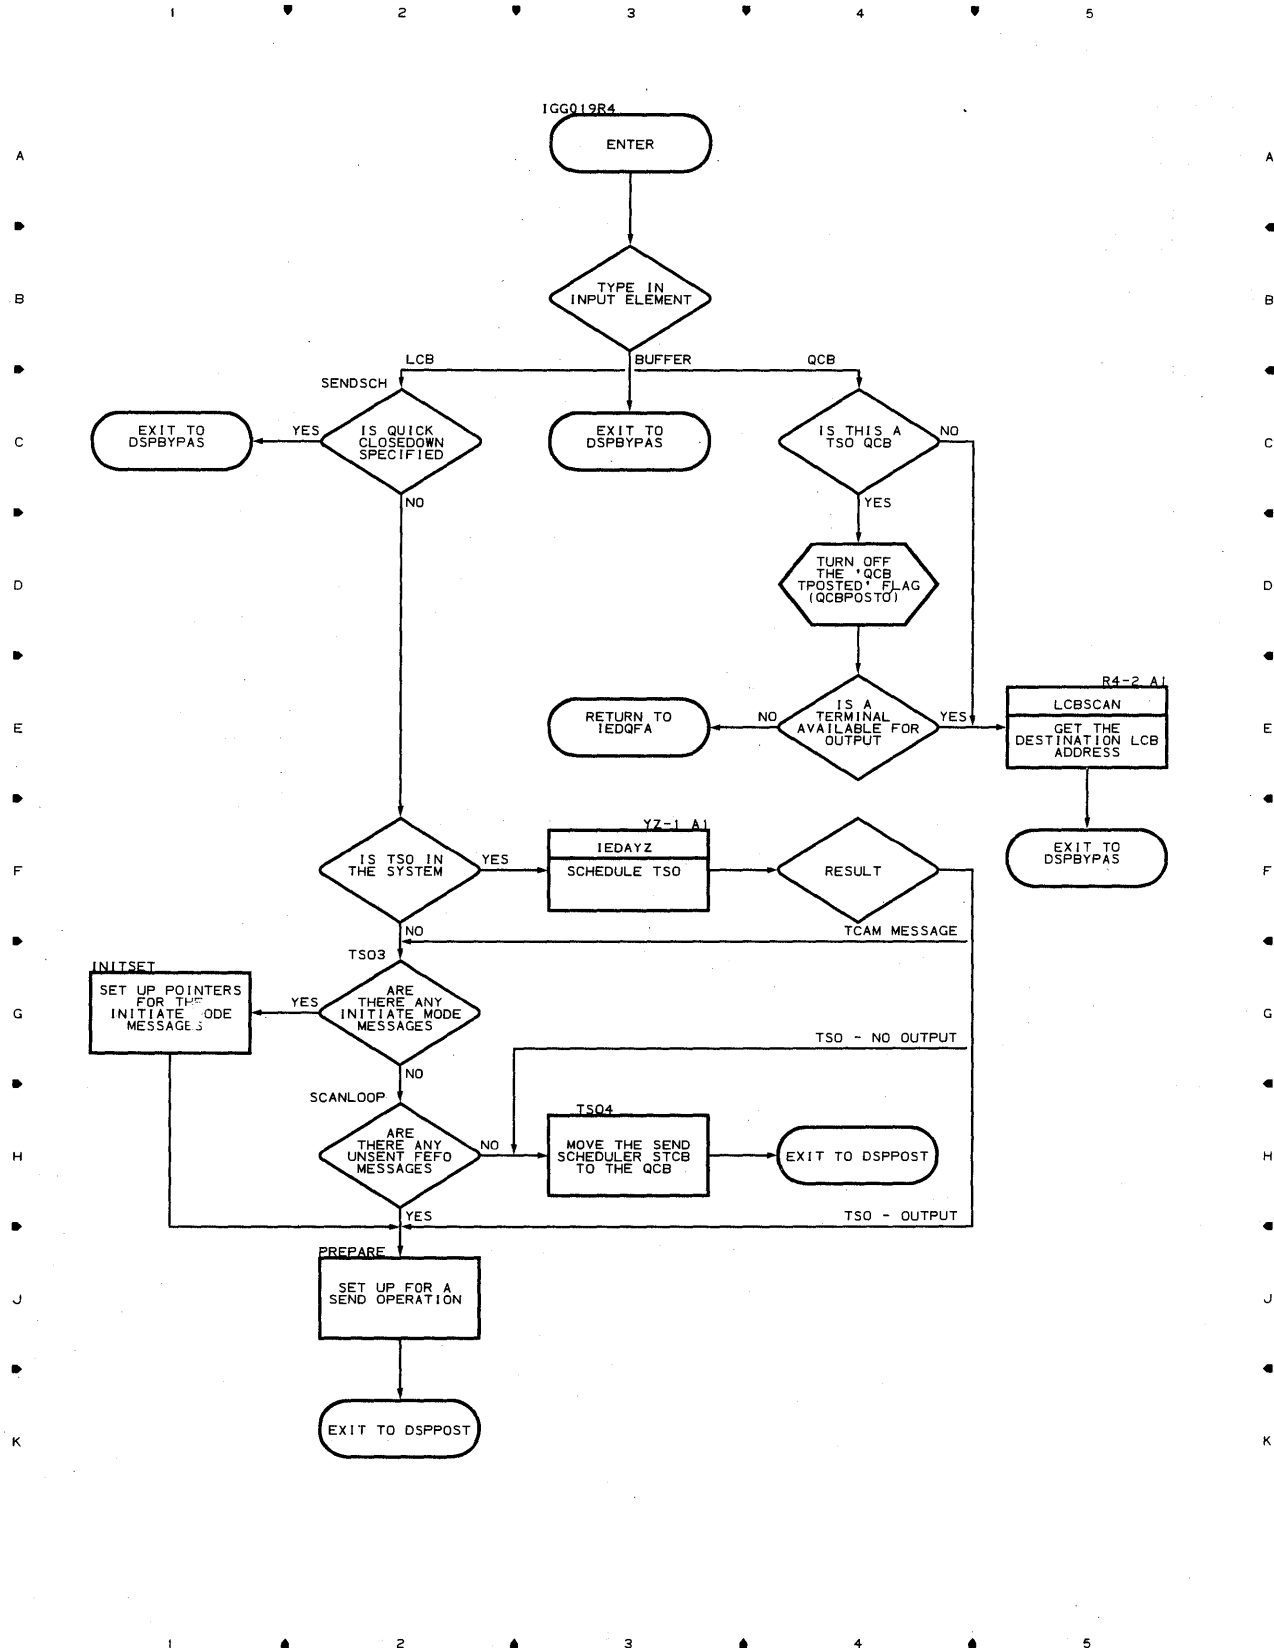 1 2 3 4 5
IGG019R4
A ENTER A
B TYPE IN B
INPUT ELEMENT
LCB BUFFER QCB
SENDSCH
C EXIT TO
DSPBYPAS
YES
IS QUICK
CLOSEDOWN
SPECIFIED
NO
EXIT TO
DSPBYPAS
IS THIS A
TSO QCB
NO
YES
C
D TURN OFF D
THE 'QCB
TPOSTED' FLAG
(QCBPOSTO)
R4-2 A1
E RETURN TO
IEDQFA
NO
IS A
TERMINAL
AVAILABLE FOR
OUTPUT
YES
LCBSCAN
GET THE
DESTINATION LCB
ADDRESS
E
EXIT TO
DSPBYPAS
F IS TSO IN
THE SYSTEM
YES
NO
YZ-1 A1
IEDAYZ
SCHEDULE TSO
RESULT
F
TCAM MESSAGE
TSO3
INITSET
G SET UP POINTERS
FOR THE
INITIATE ODE
MESSAGES
YES
ARE
THERE ANY
INITIATE MODE
MESSAGES
NO
G
TSO - NO OUTPUT
SCANLOOP
H ARE
THERE ANY
UNSENT FEFO
MESSAGES
NO
YES
TSO4
MOVE THE SEND
SCHEDULER STCB
TO THE QCB
EXIT TO DSPPOST
H
TSO - OUTPUT
PREPARE
J SET UP FOR A J
SEND OPERATION
K EXIT TO DSPPOST K
1 2 3 4 5